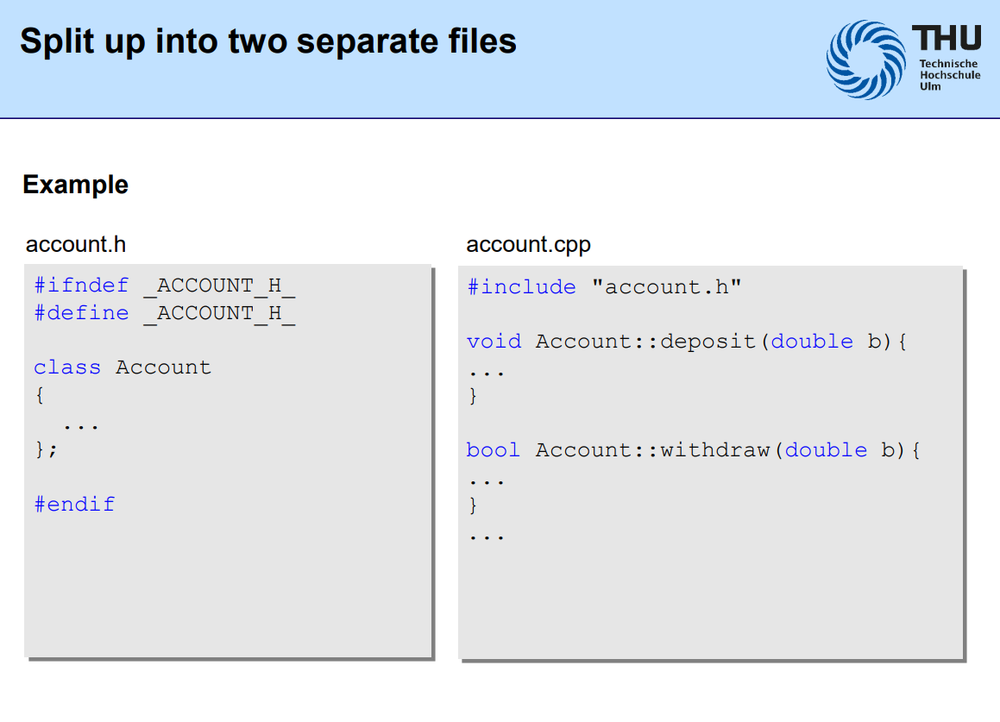 Split up into two separate files
THU
Technische
Hochschule
Ulm
Example
account.h
#ifndef _ACCOUNT_H_
#define _ACCOUNT_H_
class Account
{
...
};
#endif
account.cpp
#include "account.h"
void Account::deposit(double b){
...
}
bool Account::withdraw(double b){
...
}
...